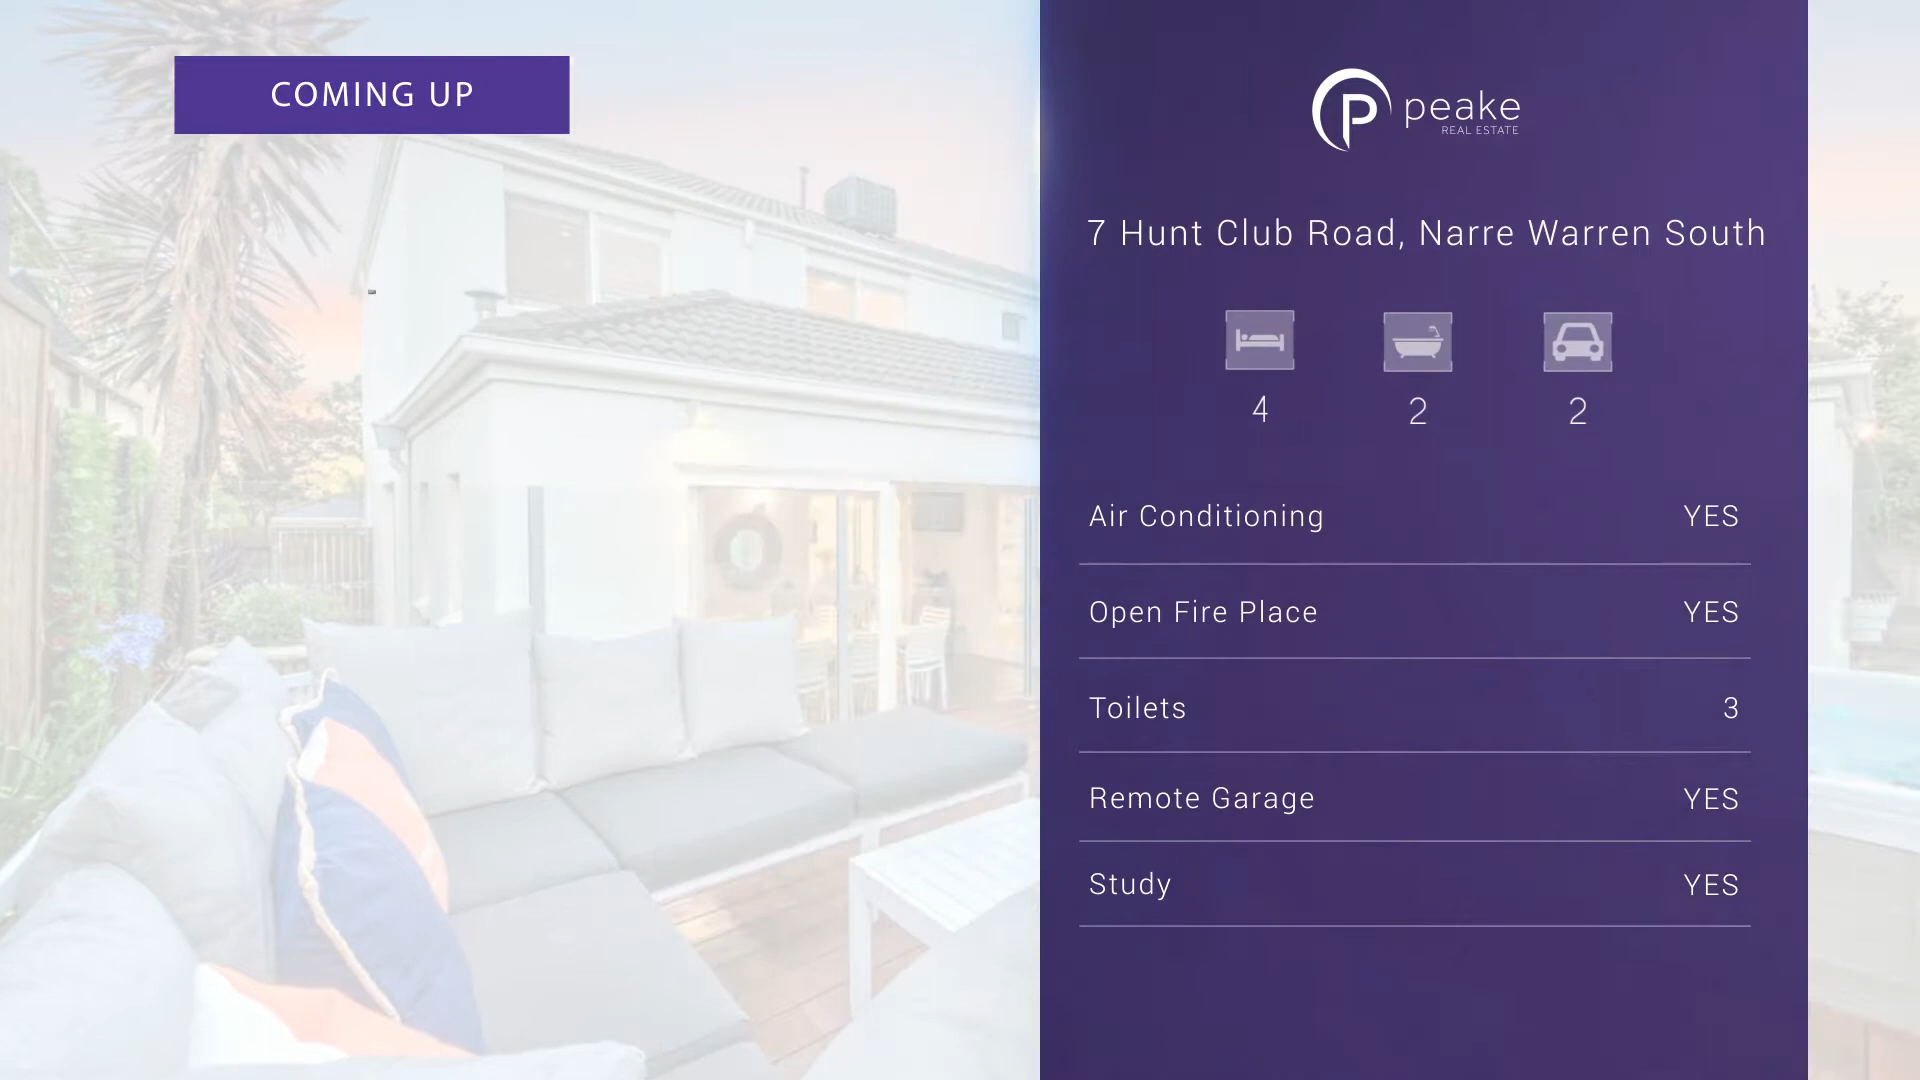 COMING UP
P peake
REAL ESTATE
7 Hunt Club Road, Narre Warren South
4 2 2
Air Conditioning YES
Open Fire Place YES
Toilets 3
Remote Garage YES
Study YES